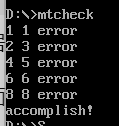 D:\>mtcheck
1 1 error
2 3 error
4 5 error
6 6 error
8 8 error
accomplish!
D:\>S